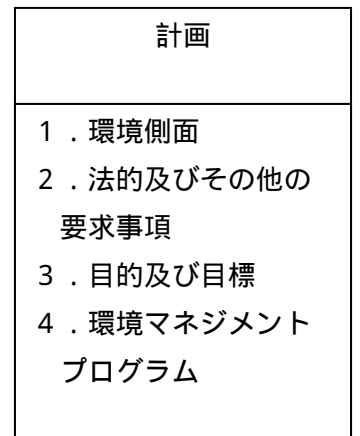 計画
1．環境側面
2．法的及びその他の
要求事項
3．目的及び目標
4．環境マネジメント
プログラム